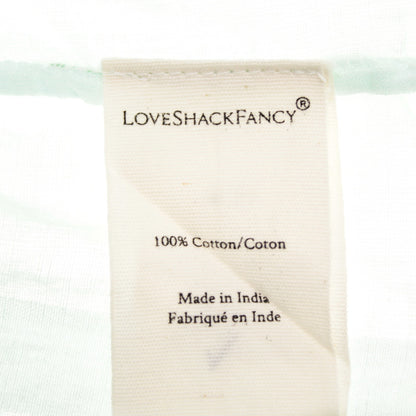 LOVESHACKFANCY®
100% Cotton/Coton
Made in India
Fabriqué en Inde